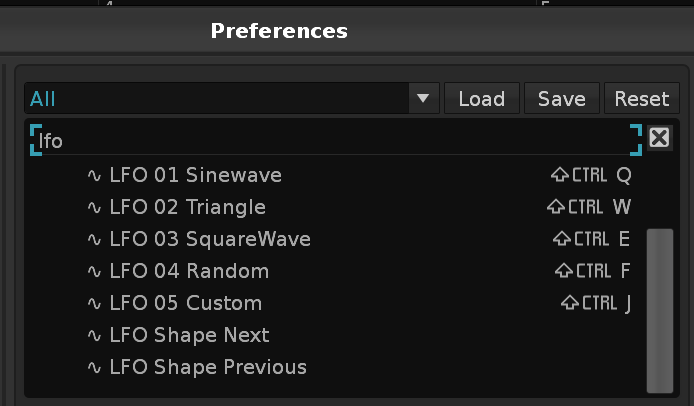 Preferences
All Load Save Reset
lfo
LFO 01 Sinewave CTRL Q
LFO 02 Triangle CTRL W
LFO 03 SquareWave CTRL E
LFO 04 Random CTRL F
LFO 05 Custom CTRL J
LFO Shape Next
LFO Shape Previous